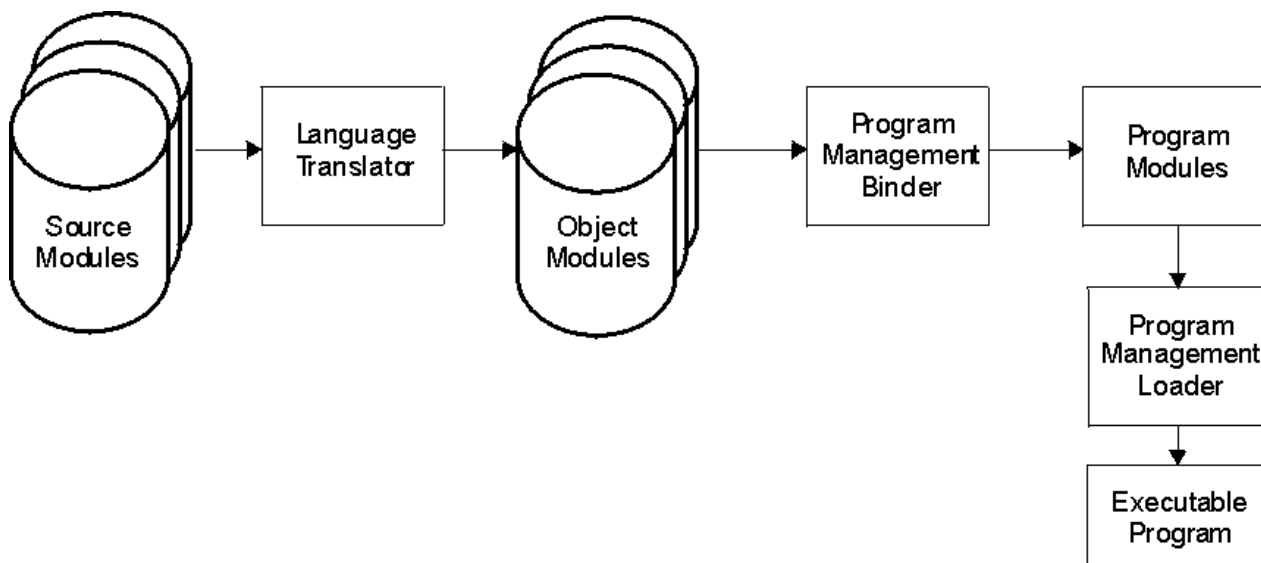 Source
Modules
Language
Translator
Object
Modules
Program
Management
Binder
Program
Modules
Program
Management
Loader
Executable
Program